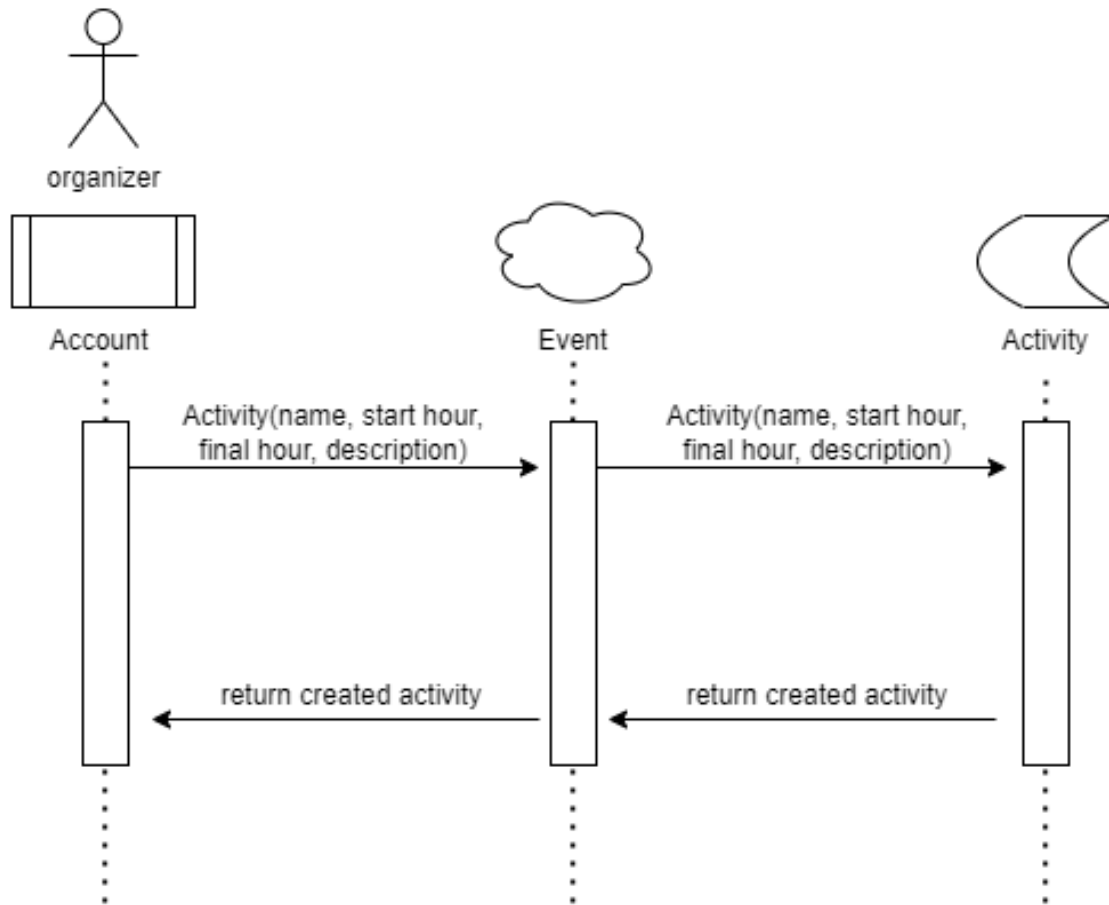 organizer
Account
Event
Activity
Activity(name, start hour,
final hour, description)
Activity(name, start hour,
final hour, description)
return created activity
return created activity